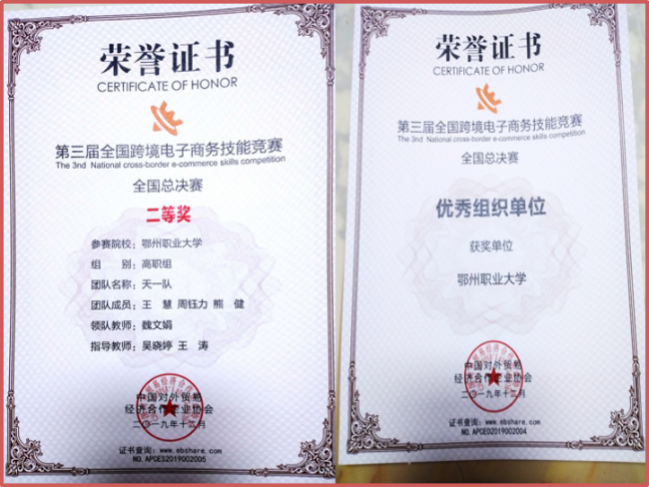 荣誉证书
CERTIFICATE OF HONOR
第三届全国跨境电子商务技能竞赛
The 3nd National cross-border e-commerce skills competition
全国总决赛
二等奖
参赛院校：鄂州职业大学
组 别：高职组
团队名称：天一队
团队成员：王 慧 周钰力 熊 健
领队教师：魏文娟
指导教师：吴晓婷 王 涛
中国对外贸易
经济合作企业协会
二〇一九年十二月
证书查询：www.ebshare.com
NO.APCES2019002005
荣誉证书
CERTIFICATE OF HONOR
第三届全国跨境电子商务技能竞赛
The 3nd National cross-border e-commerce skills competition
全国总决赛
优秀组织单位
获奖单位
鄂州职业大学
中国对外贸易
经济合作企业协会
二〇一九年十二月
证书查询：www.ebshare.com
NO.APCEO2019002004